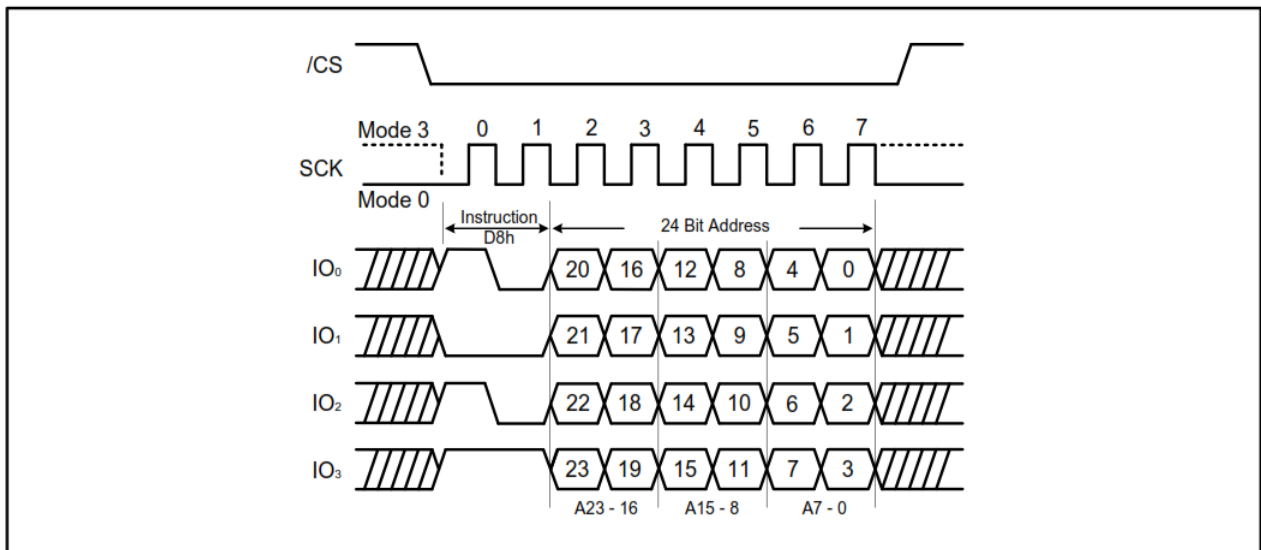 /CS
Mode 3 0 1 2 3 4 5 6 7
SCK
Mode 0
Instruction
D8h
24 Bit Address
IO0 20 16 12 8 4 0
IO1 21 17 13 9 5 1
IO2 22 18 14 10 6 2
IO3 23 19 15 11 7 3
A23 - 16 A15 - 8 A7 - 0